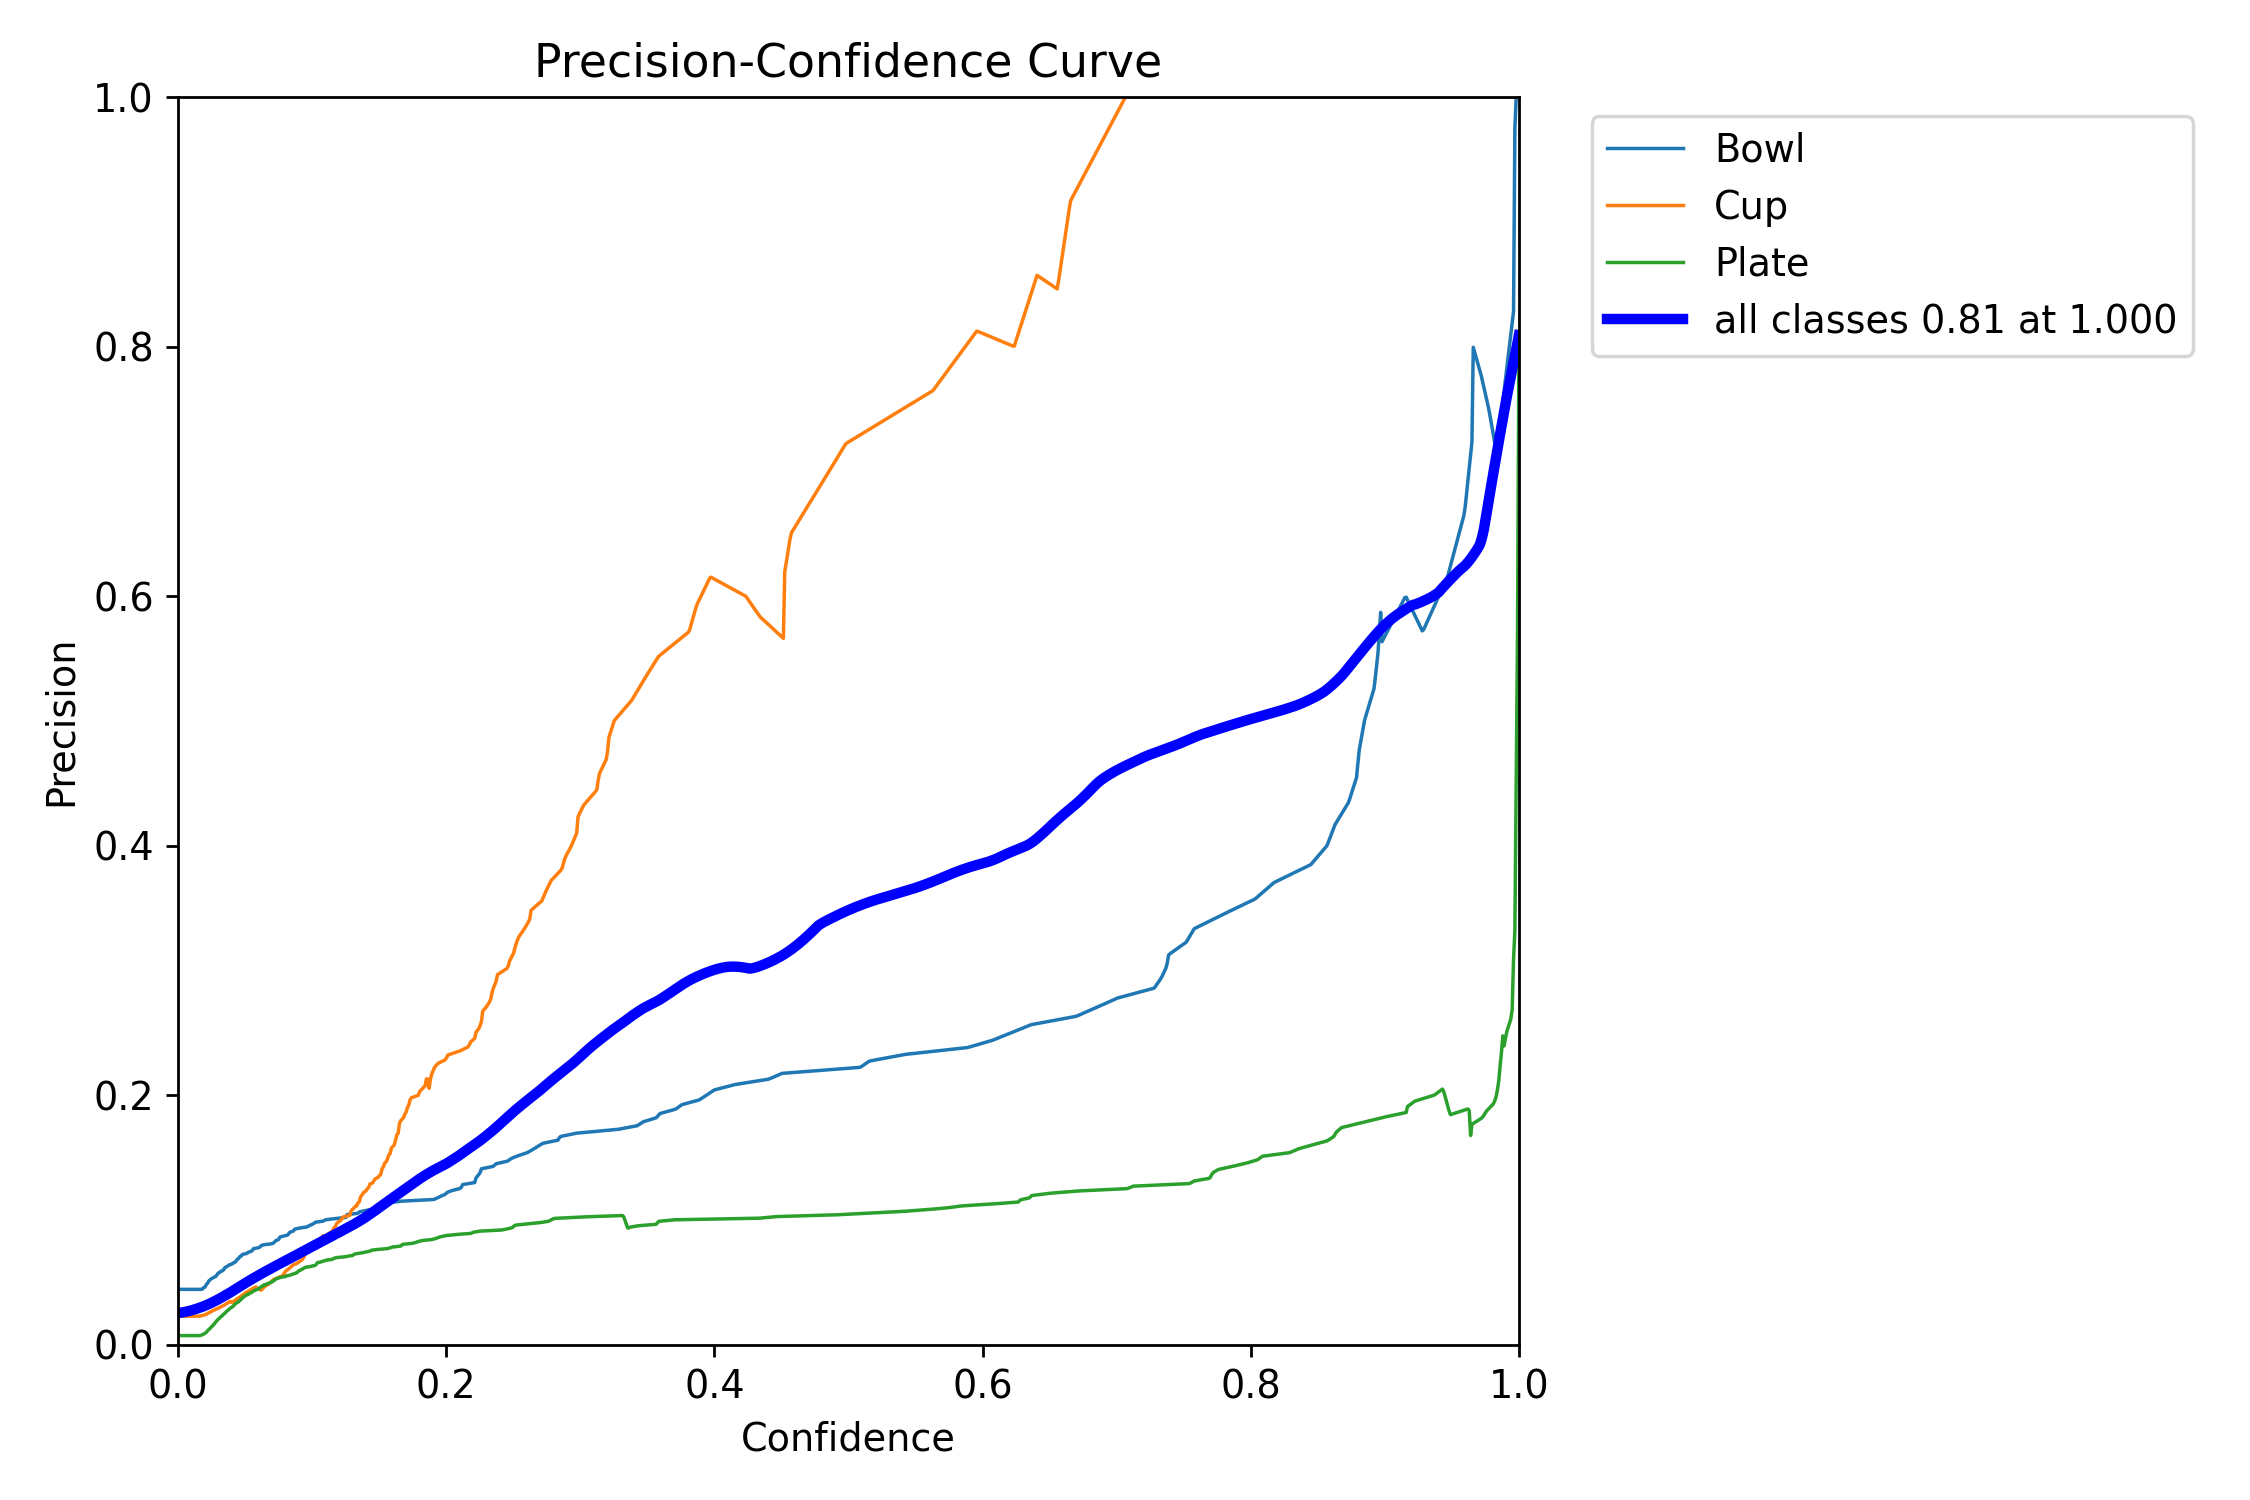 Precision-Confidence Curve
1.0
0.8
0.6
0.4
0.2
0.0
Precision
0.0 0.2 0.4 0.6 0.8 1.0
Confidence
Bowl
Cup
Plate
all classes 0.81 at 1.000